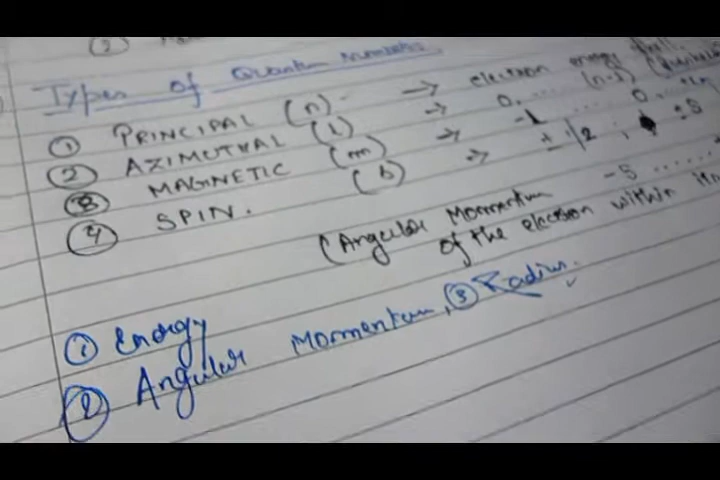 (2)
Types of Quantum Numbers
(1) PRINCIPAL (n) → electron energy shell.
(2) AZIMUTHAL (l) → 0, .... (n-1)
(3) MAGNETIC (m) → -l ... 0 ... +l
(4) SPIN. (s) → ± 1/2 ; ± s
-s ......
(Angular Momentum
of the electron within
(1) Energy
(2) Angular Momentum, (3) Radius.